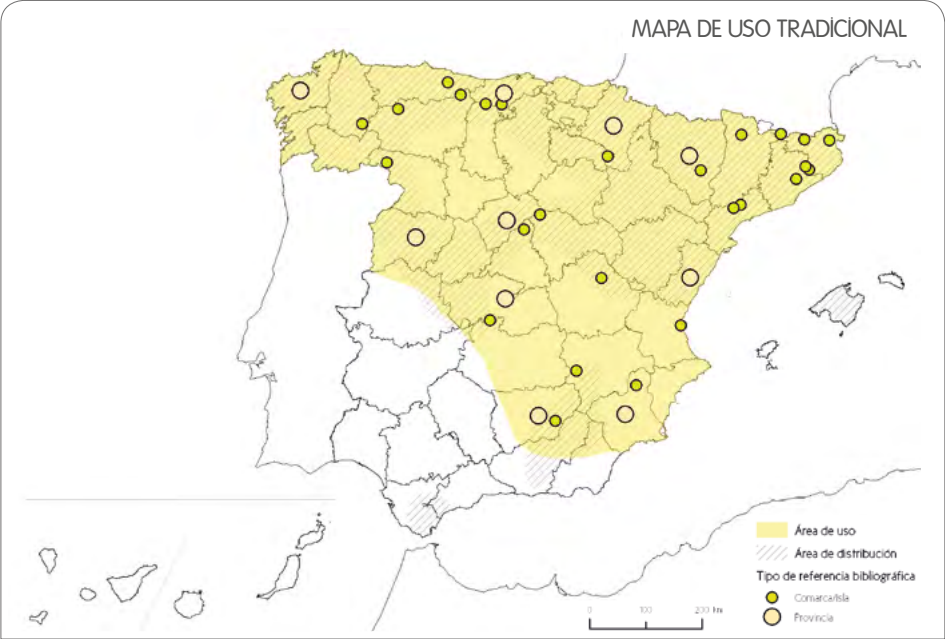 MAPA DE USO TRADICIONAL
Área de uso
Área de distribución
Tipo de referencia bibliográfica
Comarca/Isla
Provincia
0 100 200 km